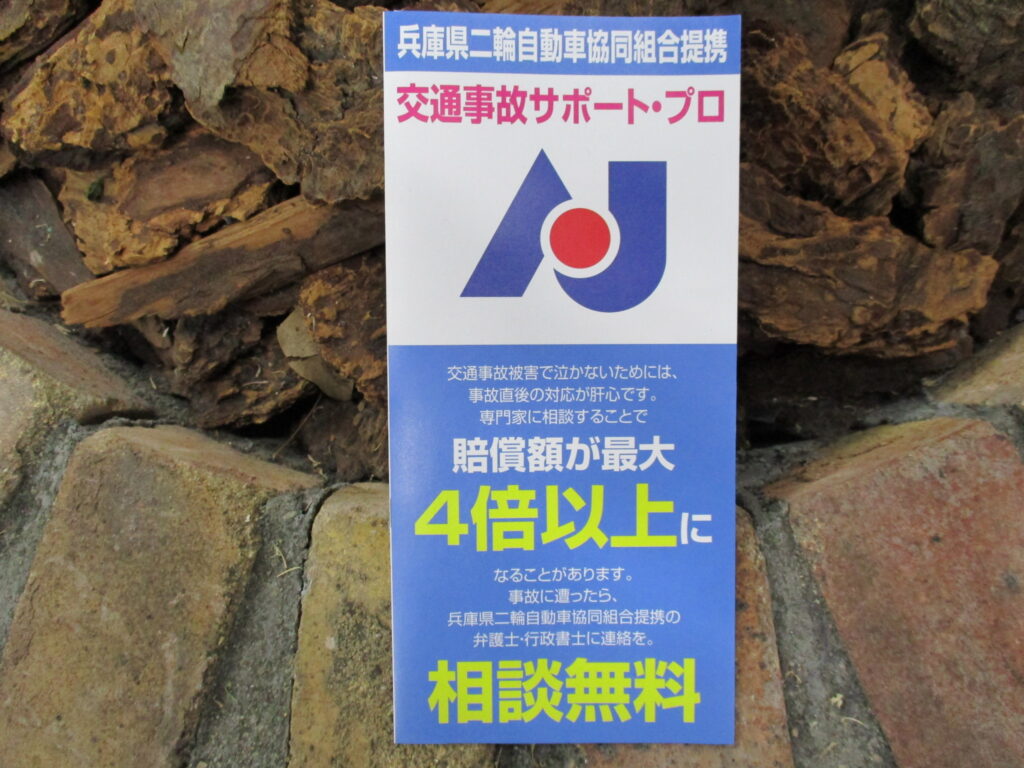 兵庫県二輪自動車協同組合提携
交通事故サポート・プロ
AJ
交通事故被害で泣かないためには、
事故直後の対応が肝心です。
専門家に相談することで
賠償額が最大
4倍以上に
なることがあります。
事故に遭ったら、
兵庫県二輪自動車協同組合提携の
弁護士・行政書士に連絡を。
相談無料